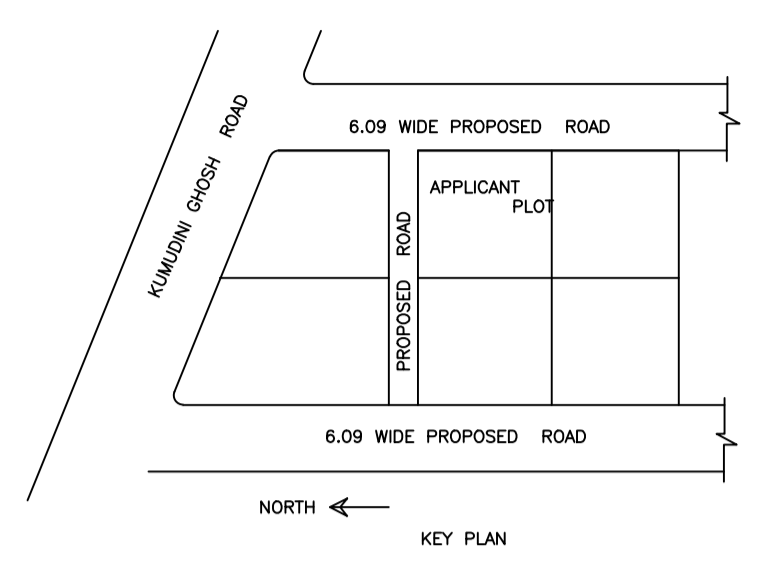 6.09 WIDE PROPOSED ROAD
KUMUDINI GHOSH ROAD
APPLICANT
PLOT
PROPOSED ROAD
6.09 WIDE PROPOSED ROAD
NORTH
KEY PLAN